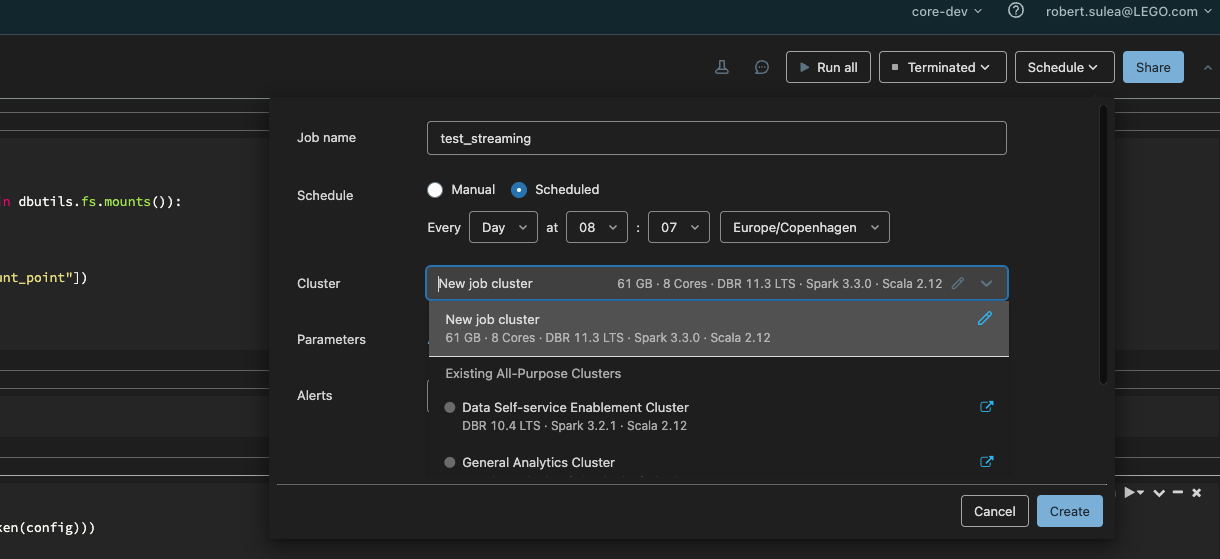 core-dev robert.sulea@LEGO.com
Run all Terminated Schedule Share
Job name test_streaming
Schedule Manual Scheduled
in dbutils.fs.mounts()):
Every Day at 08 : 07 Europe/Copenhagen
unt_point"])
Cluster New job cluster 61 GB · 8 Cores · DBR 11.3 LTS · Spark 3.3.0 · Scala 2.12
New job cluster
61 GB · 8 Cores · DBR 11.3 LTS · Spark 3.3.0 · Scala 2.12
Parameters
Existing All-Purpose Clusters
Alerts
Data Self-service Enablement Cluster
DBR 10.4 LTS · Spark 3.2.1 · Scala 2.12
General Analytics Cluster
Cancel Create
ken(config)))